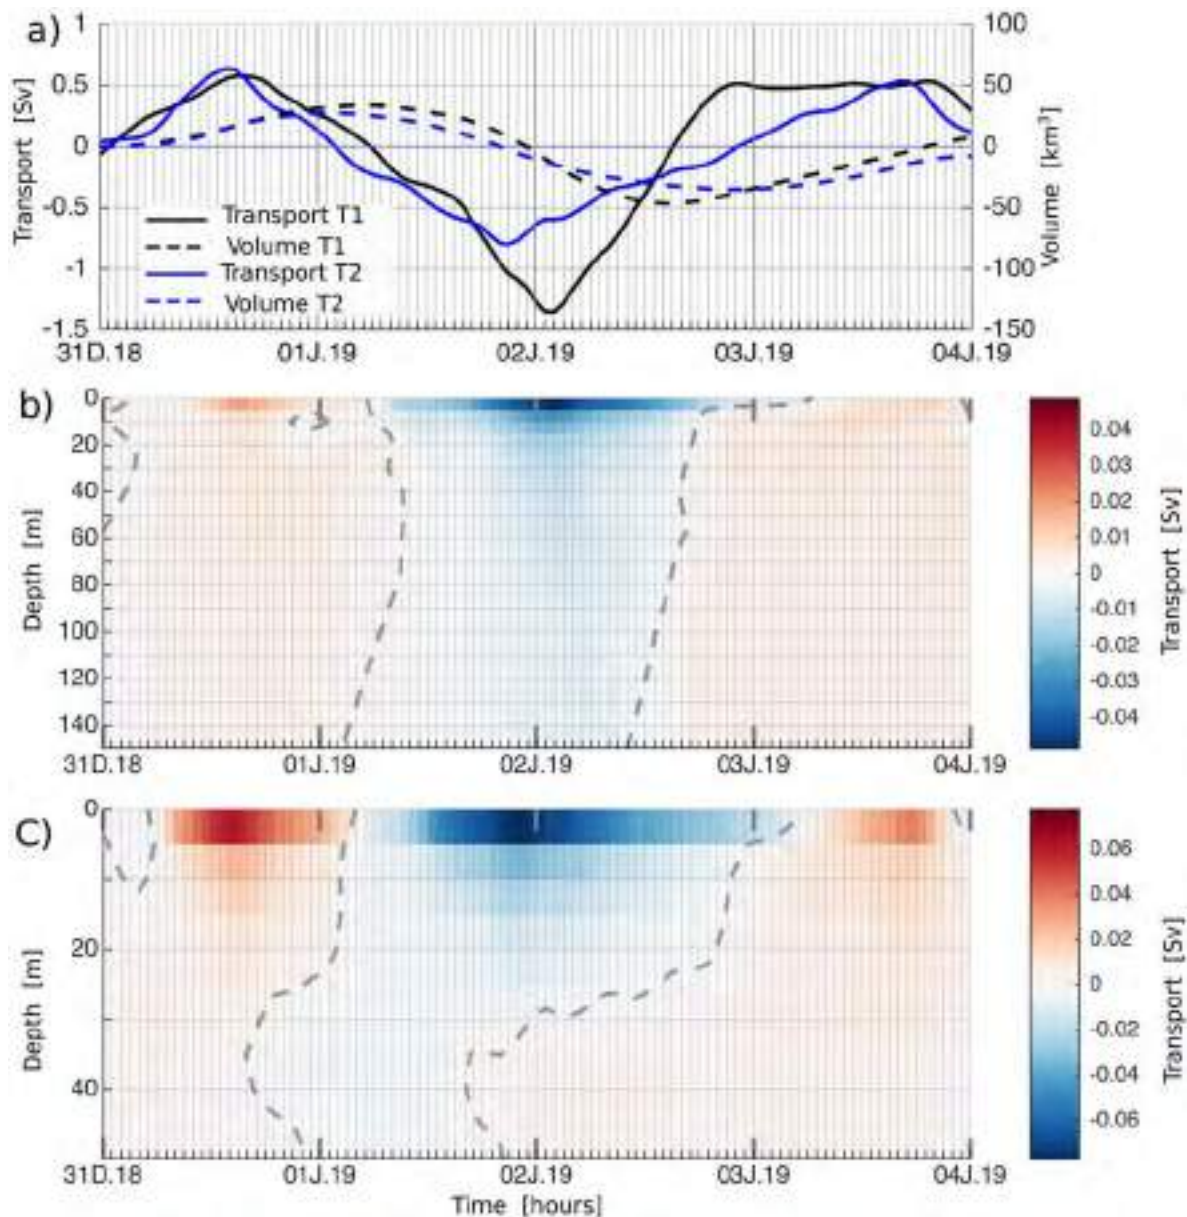 a)
1
0.5
0
-0.5
-1
-1.5
Transport [Sv]
100
50
0
-50
-100
-150
Volume [km³]
Transport T1
Volume T1
Transport T2
Volume T2
31D.18 01J.19 02J.19 03J.19 04J.19
b)
0
20
40
60
80
100
120
140
Depth [m]
31D.18 01J.19 02J.19 03J.19 04J.19
0.04
0.03
0.02
0.01
0
-0.01
-0.02
-0.03
-0.04
Transport [Sv]
C)
0
20
40
Depth [m]
31D.18 01J.19 02J.19 03J.19 04J.19
Time [hours]
0.06
0.04
0.02
0
-0.02
-0.04
-0.06
Transport [Sv]